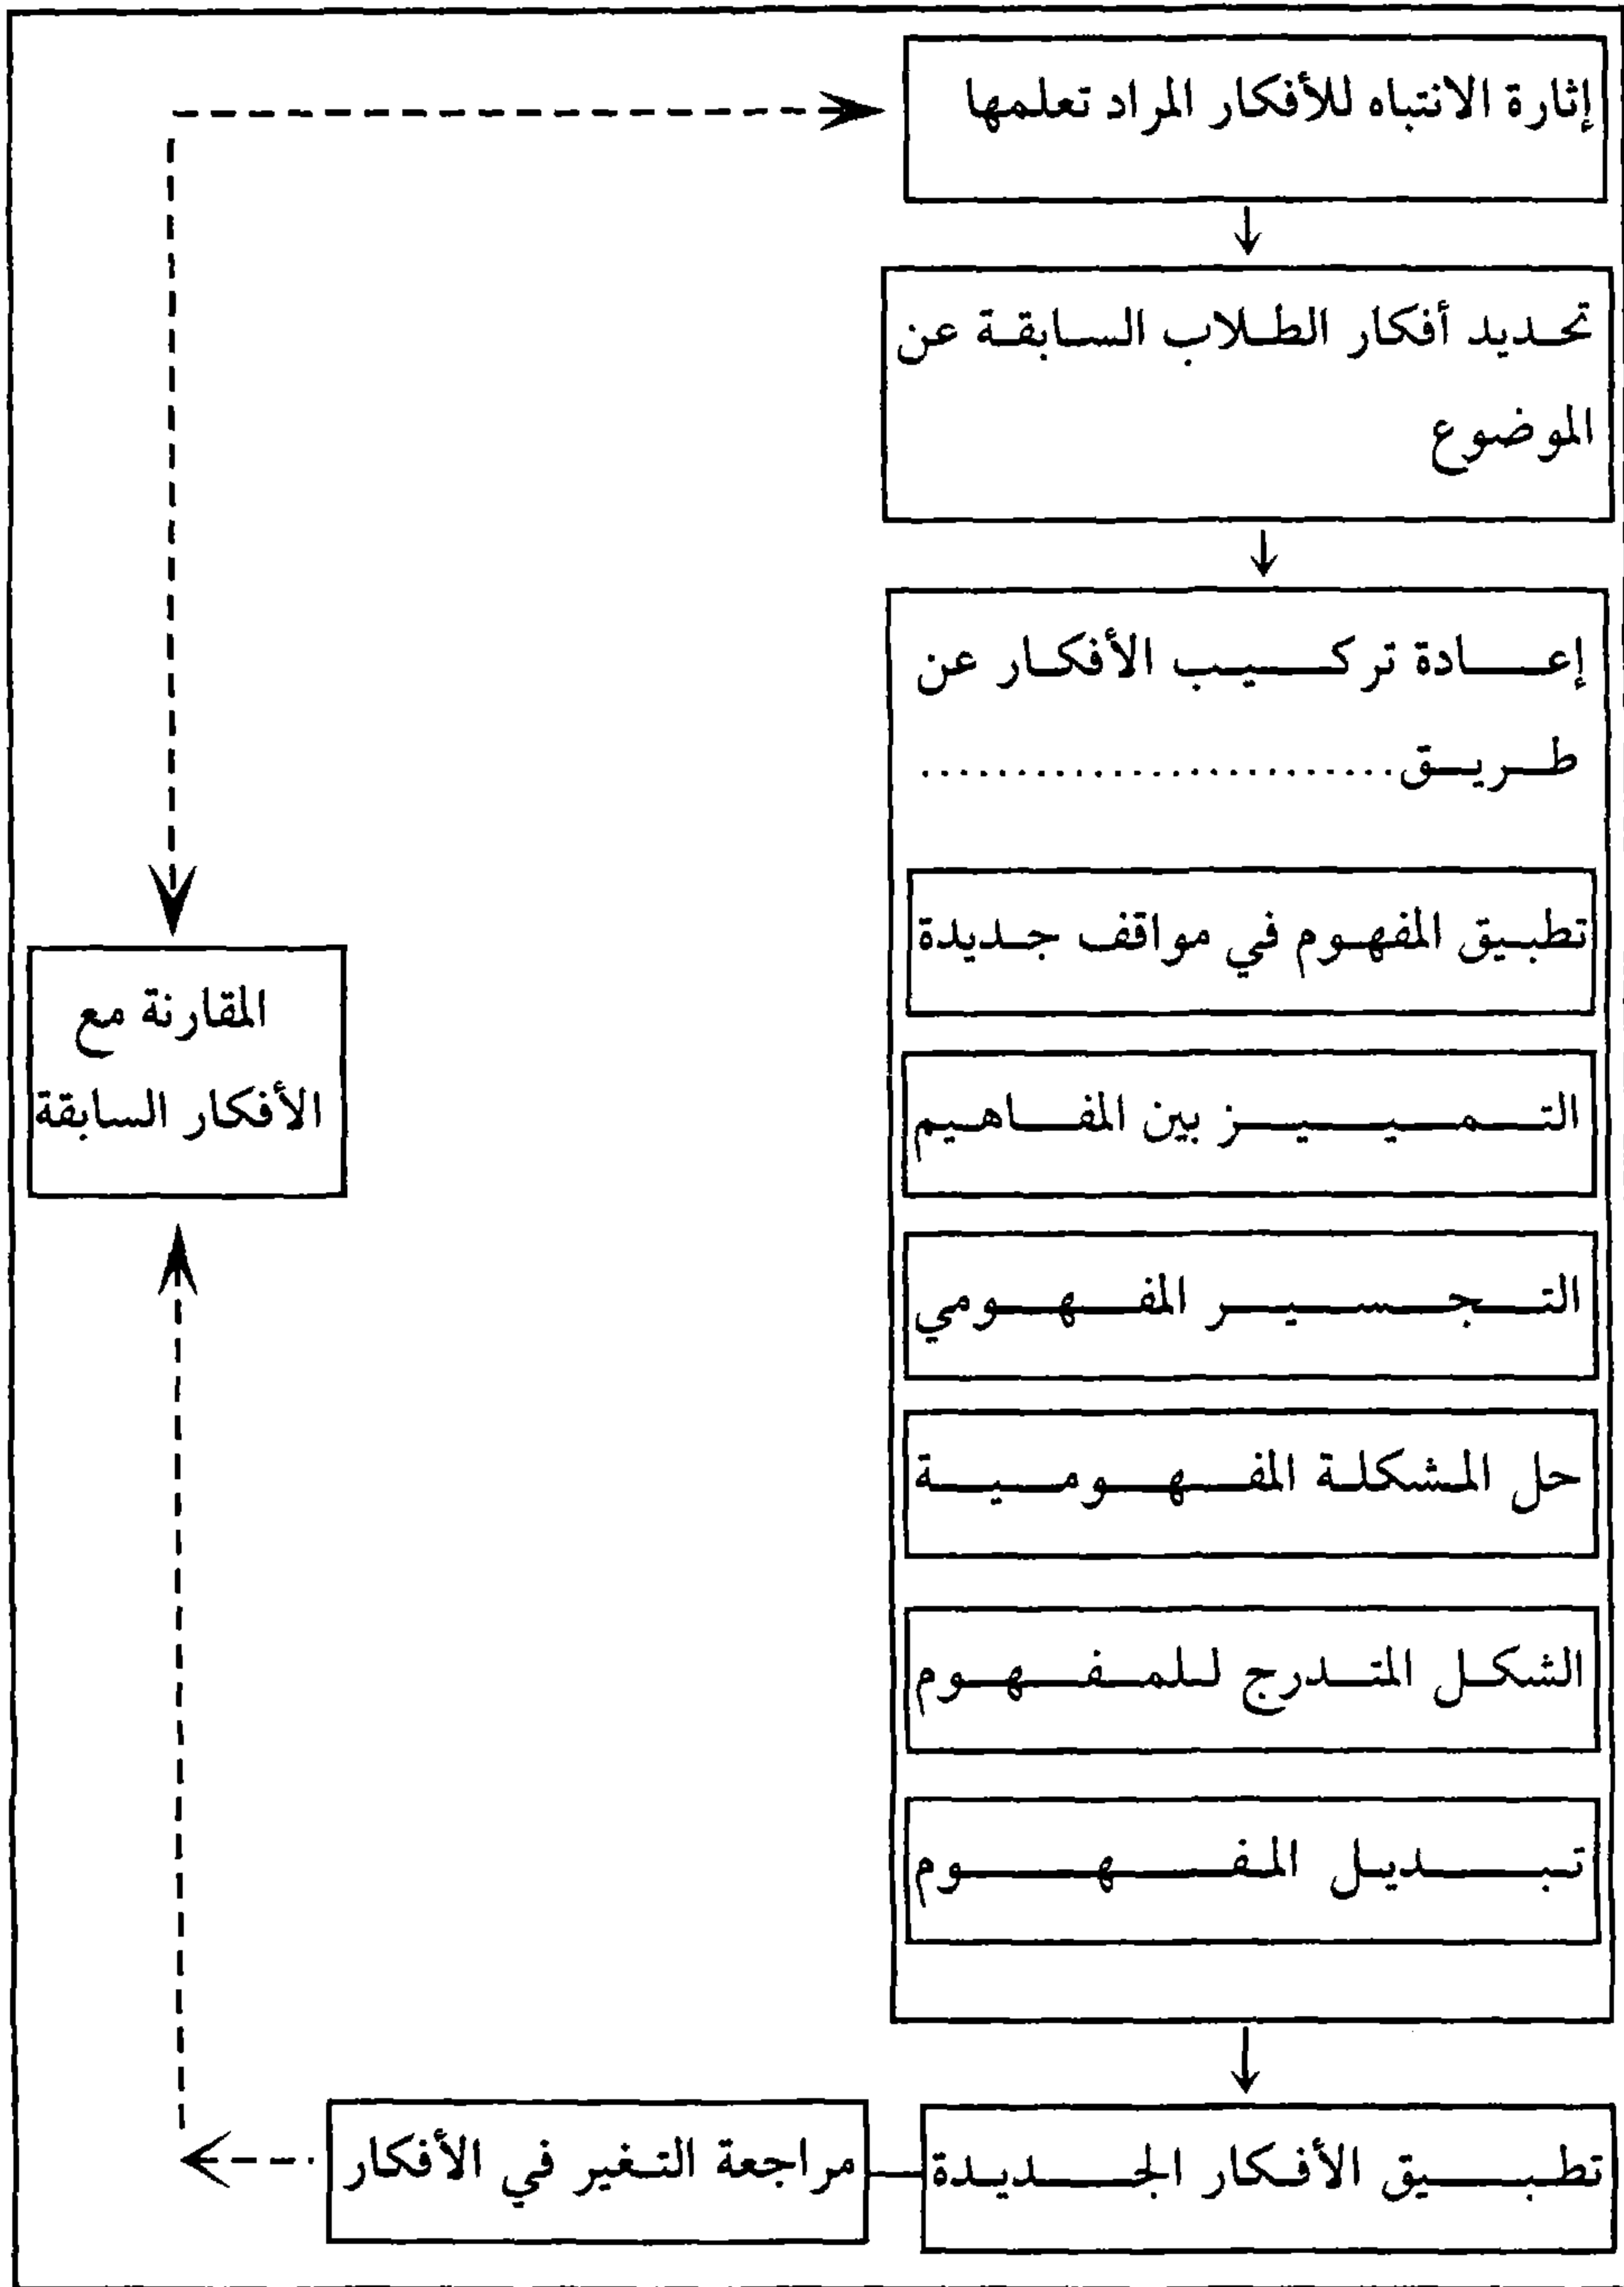 إثارة الانتباه للأفكار المراد تعلمها
تحديد أفكار الطلاب السابقة عن
الموضوع
إعادة تركيب الأفكار عن
طريق.........................
تطبيق المفهوم في مواقف جديدة
التمييز بين المفاهيم
التجسير المفهومي
حل المشكلة المفهومية
الشكل المتدرج للمفهوم
تبديل المفهوم
المقارنة مع
الأفكار السابقة
تطبيق الأفكار الجديدة
مراجعة التغير في الأفكار